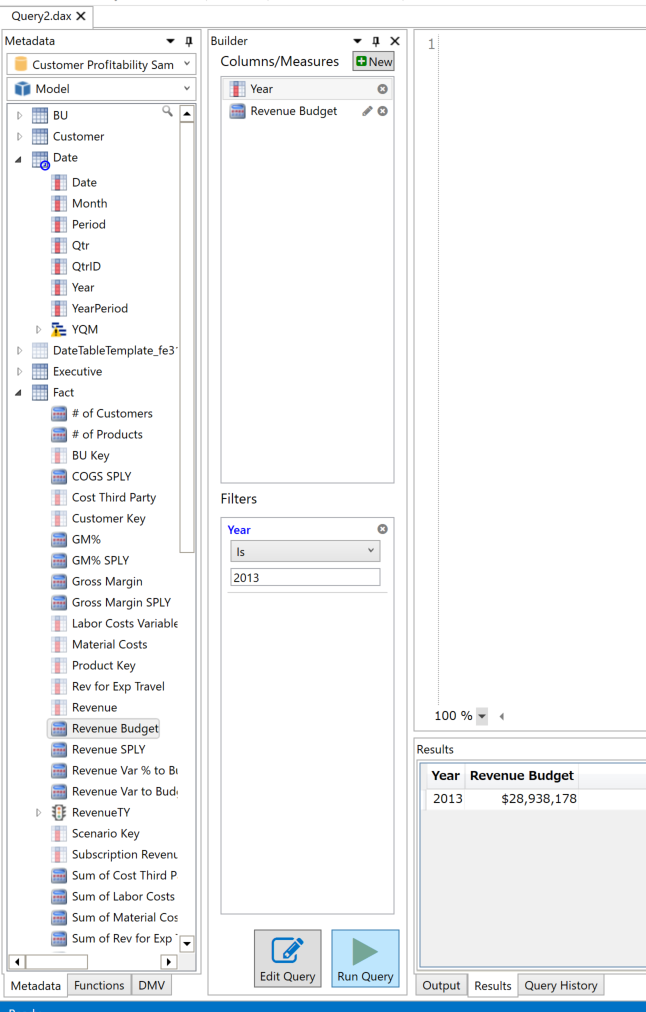 Query2.dax
Metadata
Customer Profitability Sam
Model
BU
Customer
Date
Date
Month
Period
Qtr
QtrID
Year
YearPeriod
YQM
DateTableTemplate_fe3
Executive
Fact
# of Customers
# of Products
BU Key
COGS SPLY
Cost Third Party
Customer Key
GM%
GM% SPLY
Gross Margin
Gross Margin SPLY
Labor Costs Variable
Material Costs
Product Key
Rev for Exp Travel
Revenue
Revenue Budget
Revenue SPLY
Revenue Var % to Bu
Revenue Var to Budg
RevenueTY
Scenario Key
Subscription Revenu
Sum of Cost Third P
Sum of Labor Costs
Sum of Material Cos
Sum of Rev for Exp
Metadata
Functions
DMV
Builder
Columns/Measures
New
Year
Revenue Budget
Filters
Year
Is
2013
Edit Query
Run Query
1
100 %
Results
Year Revenue Budget
2013 $28,938,178
Output
Results
Query History